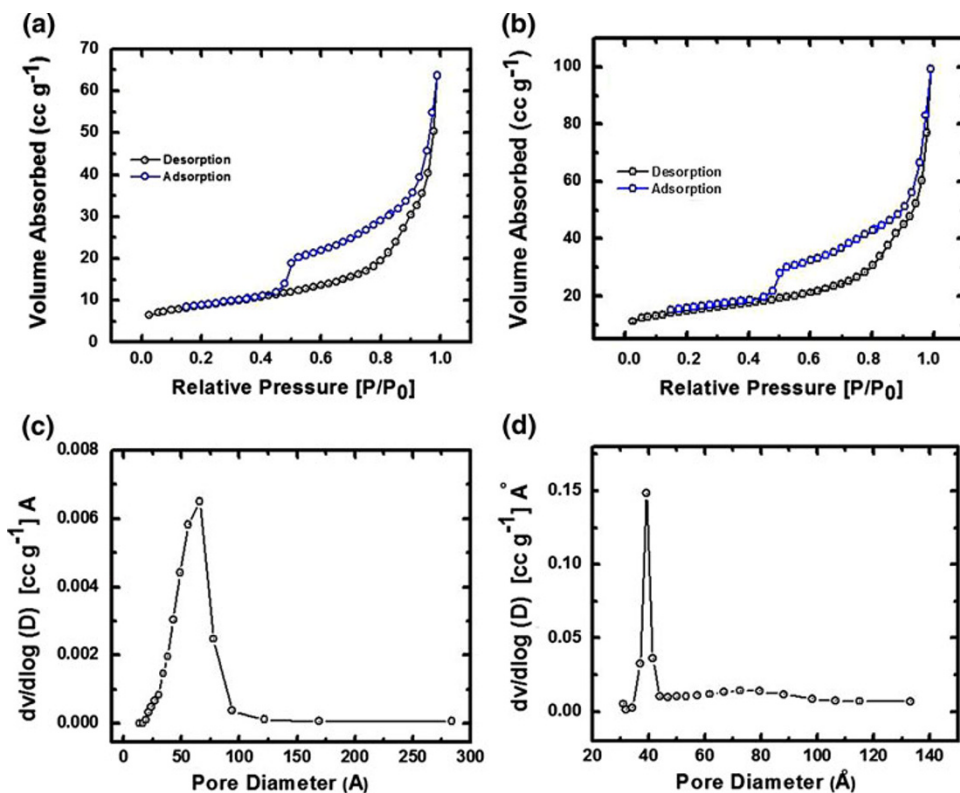 (a)
70
60
50
40
30
20
10
0
Volume Absorbed (cc g⁻¹)
Desorption
Adsorption
0.0 0.2 0.4 0.6 0.8 1.0
Relative Pressure [P/P₀]
(b)
100
80
60
40
20
Volume Absorbed (cc g⁻¹)
Desorption
Adsorption
0.0 0.2 0.4 0.6 0.8 1.0
Relative Pressure [P/P₀]
(c)
0.008
0.006
0.004
0.002
0.000
dv/dlog (D) [cc g⁻¹] A
0 50 100 150 200 250 300
Pore Diameter (A)
(d)
0.15
0.10
0.05
0.00
dv/dlog (D) [cc g⁻¹] Å
20 40 60 80 100 120 140
Pore Diameter (Å)